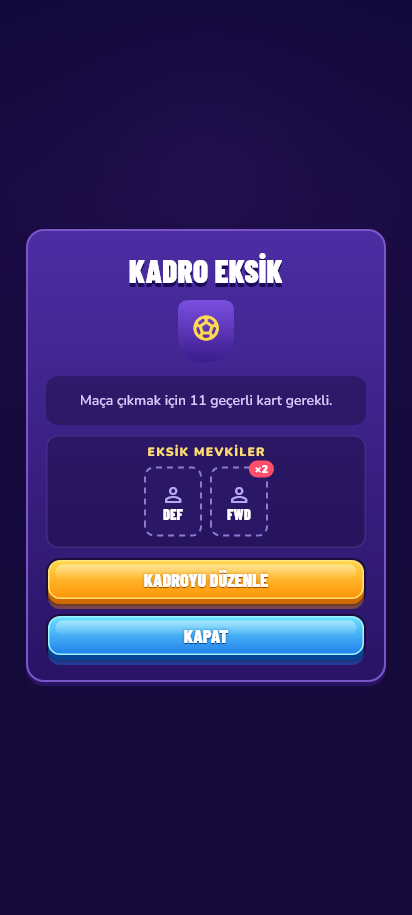 KADRO EKSİK
Maça çıkmak için 11 geçerli kart gerekli.
EKSİK MEVKİLER
×2
DEF
FWD
KADROYU DÜZENLE
KAPAT